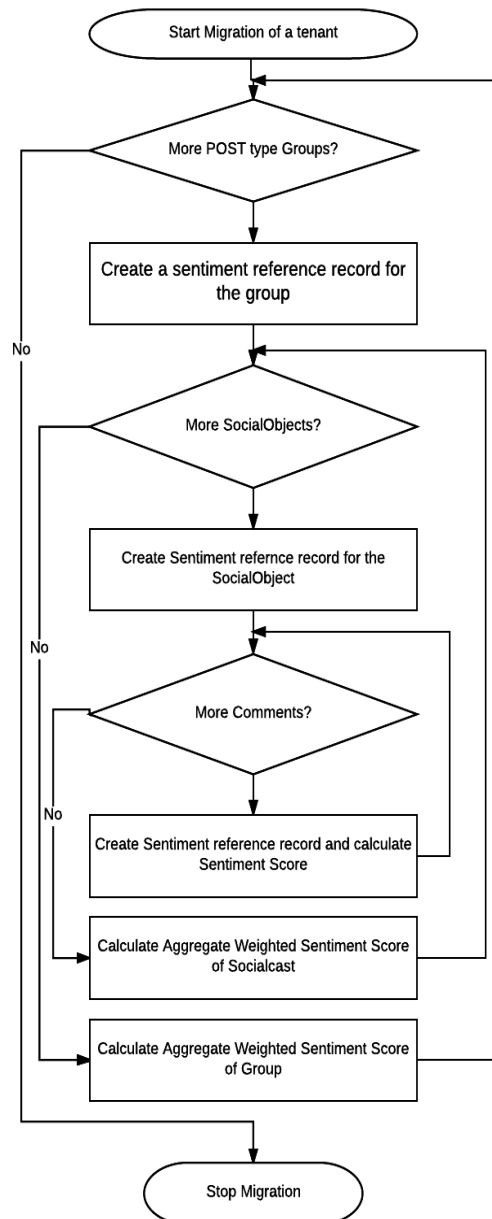 Start Migration of a tenant
More POST type Groups?
Create a sentiment reference record for
the group
No
More SocialObjects?
Create Sentiment refernce record for the
SocialObject
No
More Comments?
No
Create Sentiment reference record and calculate
Sentiment Score
Calculate Aggregate Weighted Sentiment Score
of Socialcast
Calculate Aggregate Weighted Sentiment Score
of Group
Stop Migration